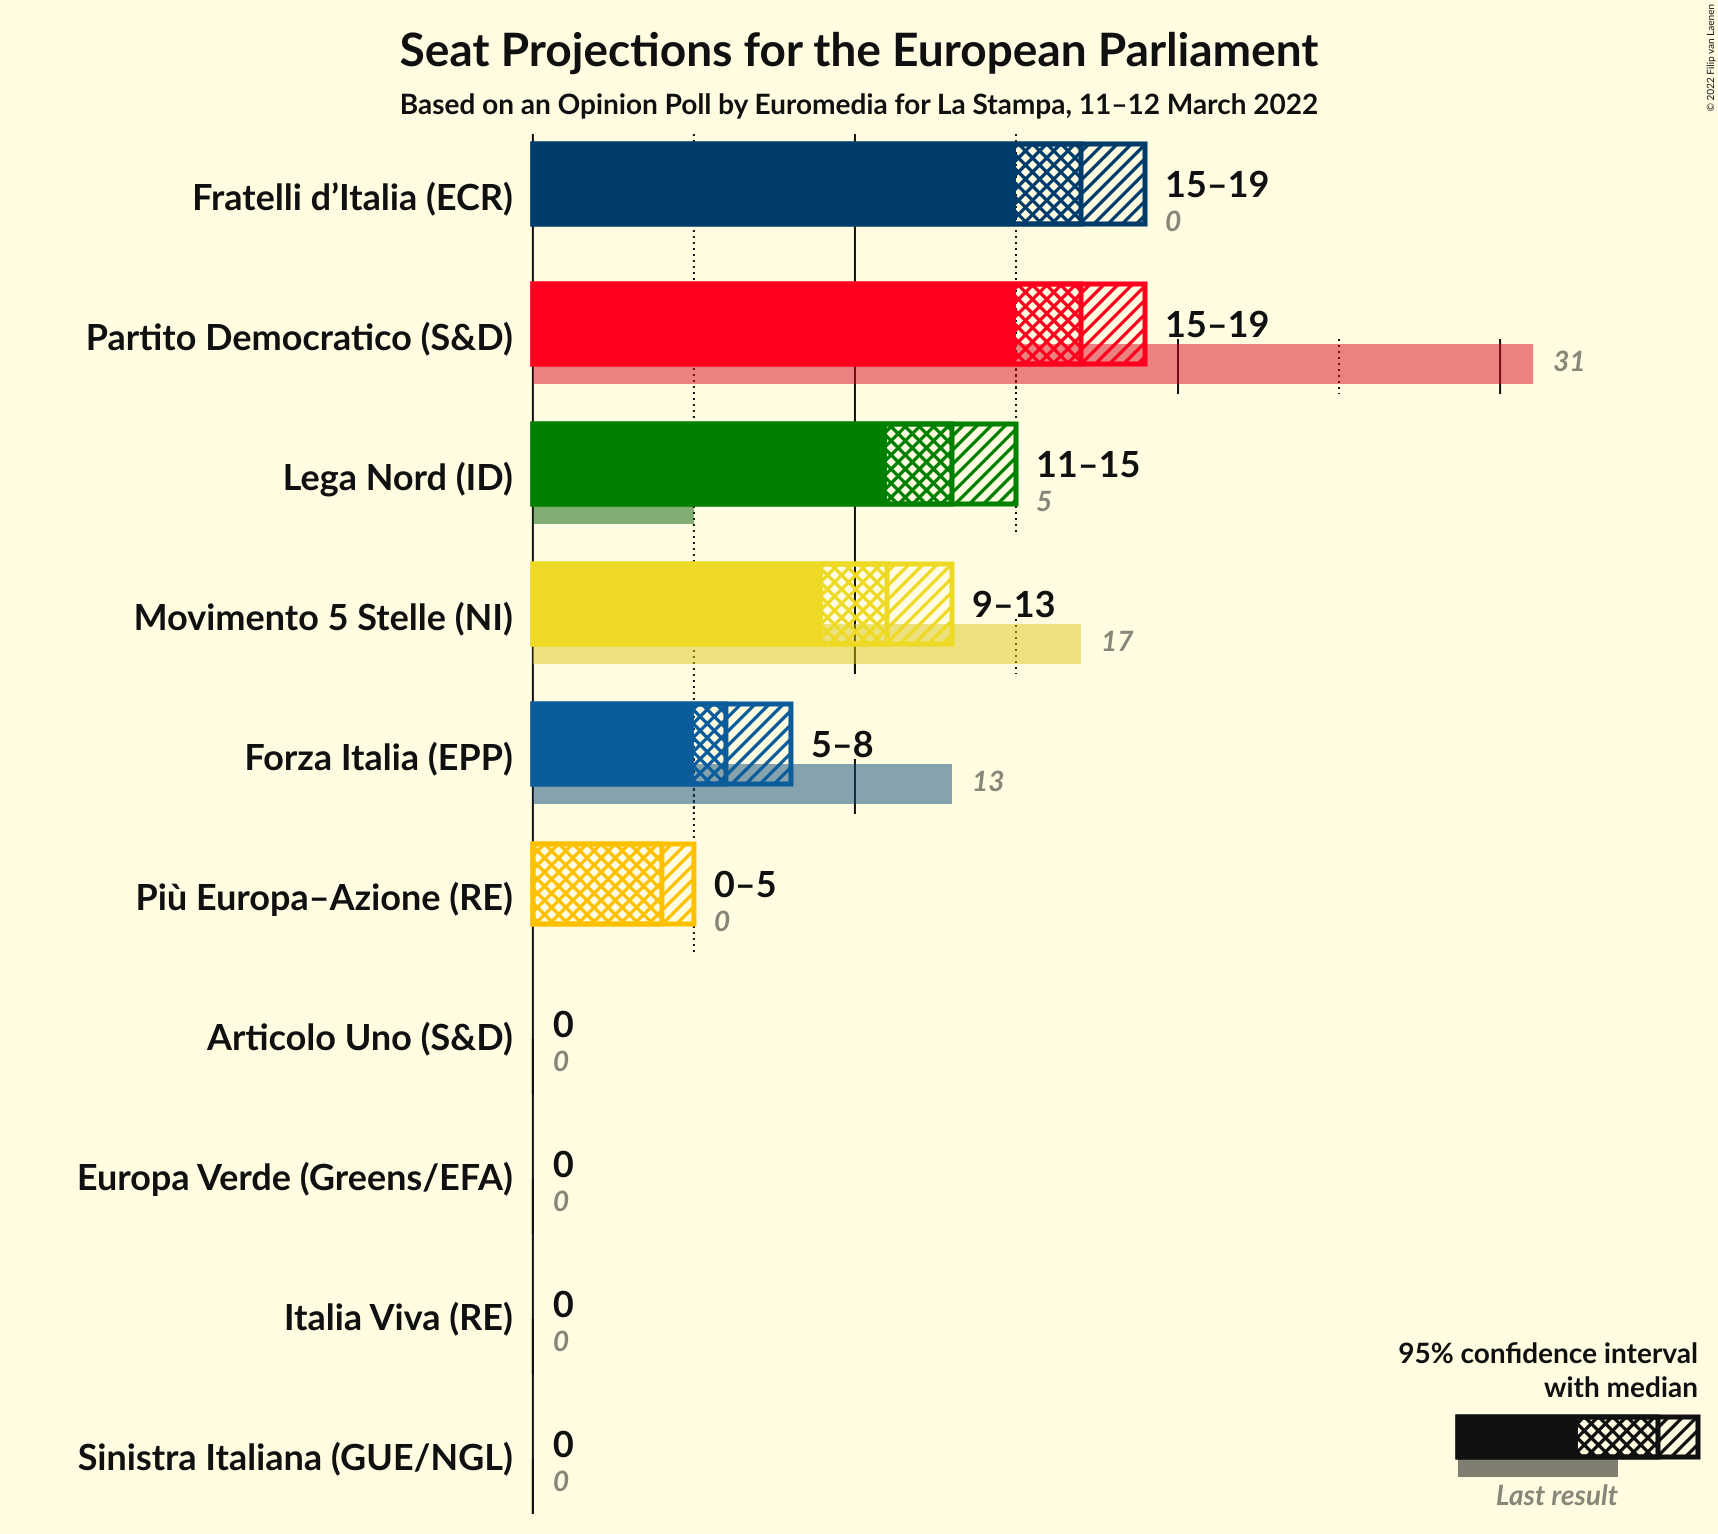 Seat Projections for the European Parliament
Based on an Opinion Poll by Euromedia for La Stampa, 11–12 March 2022
© 2022 Filip van Laenen
Fratelli d’Italia (ECR)
15–19
0
Partito Democratico (S&D)
15–19
31
Lega Nord (ID)
11–15
5
Movimento 5 Stelle (NI)
9–13
17
Forza Italia (EPP)
5–8
13
Più Europa–Azione (RE)
0–5
0
Articolo Uno (S&D)
0
0
Europa Verde (Greens/EFA)
0
0
Italia Viva (RE)
0
0
Sinistra Italiana (GUE/NGL)
0
0
95% confidence interval
with median
Last result